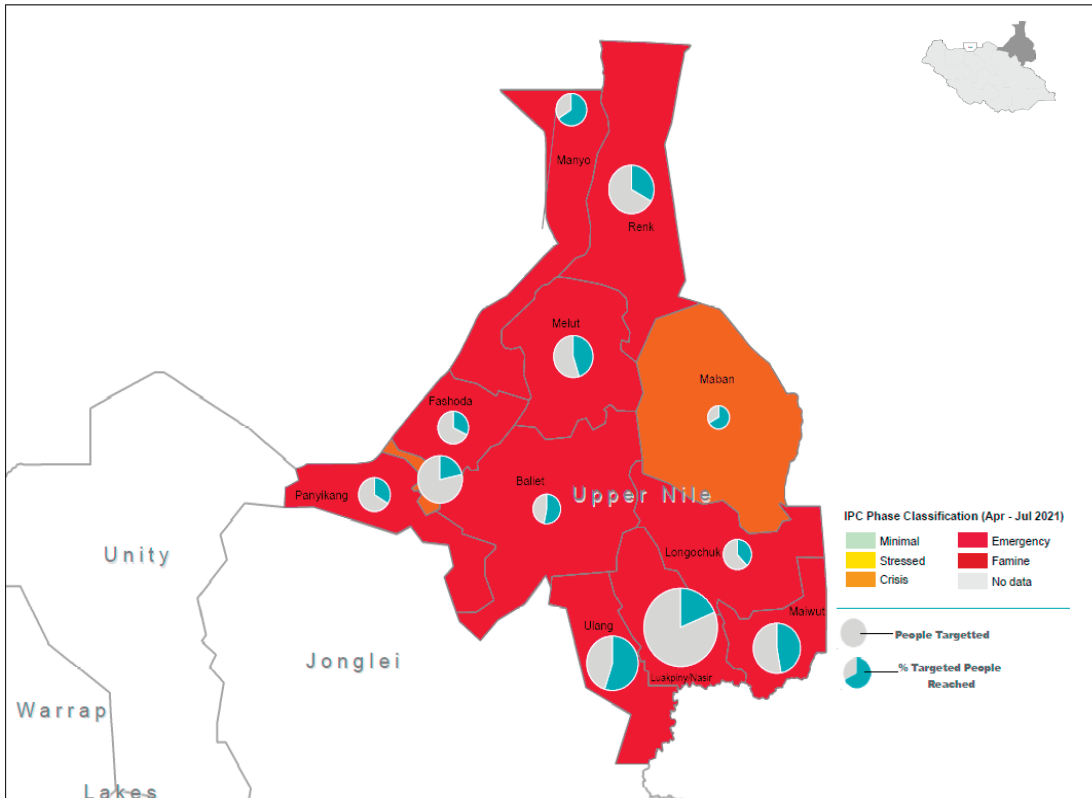 Manyo
Renk
Melut
Maban
Fashoda
Panyikang
Baliet
Upper Nile
Longochuk
Maiwut
Ulang
Luakpiny/Nasir
Unity
Jonglei
Warrap
Lakes
IPC Phase Classification (Apr - Jul 2021)
Minimal
Stressed
Crisis
Emergency
Famine
No data
People Targetted
% Targeted People
Reached